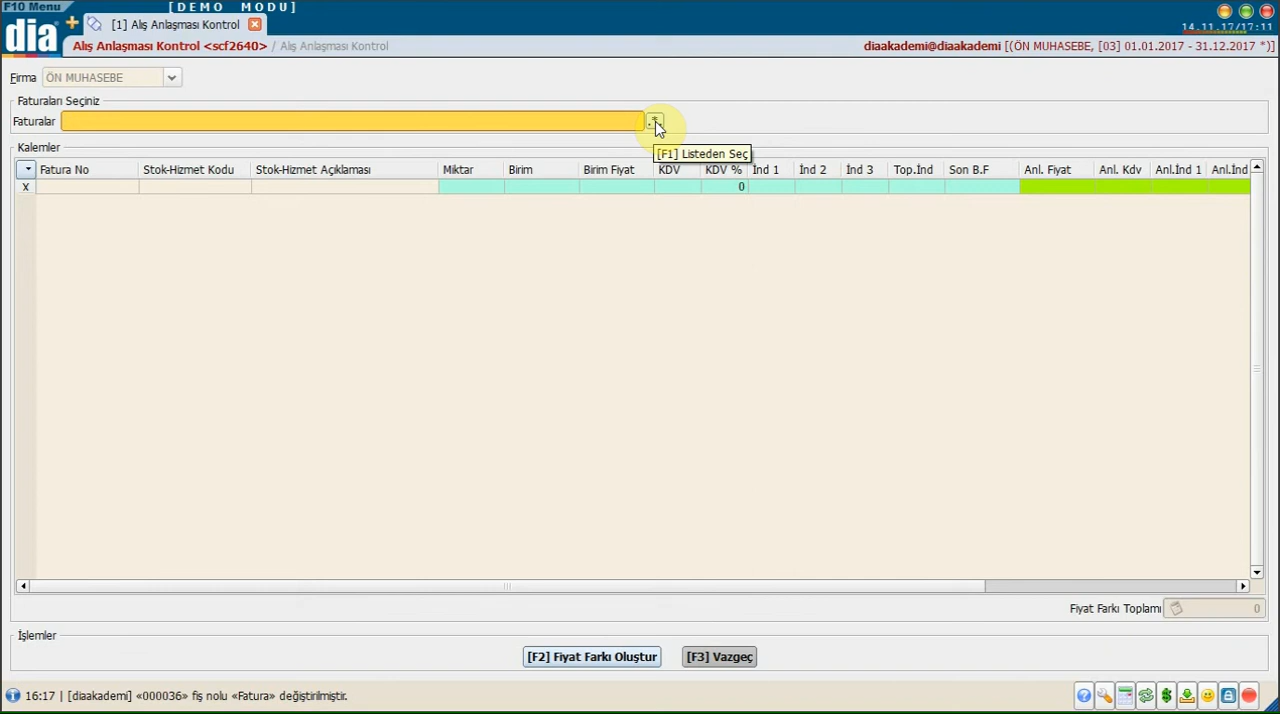 F10 Menu
[DEMO MODU]
dia
[1] Alış Anlaşması Kontrol
14.11.17/17:11
Alış Anlaşması Kontrol <scf2640> / Alış Anlaşması Kontrol
diaakademi@diaakademi [(ÖN MUHASEBE, [03] 01.01.2017 - 31.12.2017 *)]
Firma ÖN MUHASEBE
Faturaları Seçiniz
Faturalar
[F1] Listeden Seç
Kalemler
Fatura No Stok-Hizmet Kodu Stok-Hizmet Açıklaması Miktar Birim Birim Fiyat KDV KDV % İnd 1 İnd 2 İnd 3 Top.İnd Son B.F Anl. Fiyat Anl. Kdv Anl.İnd 1 Anl.İnd
X 0
Fiyat Farkı Toplamı 0
İşlemler
[F2] Fiyat Farkı Oluştur [F3] Vazgeç
16:17 | [diaakademi] «000036» fiş nolu «Fatura» değiştirilmiştir.